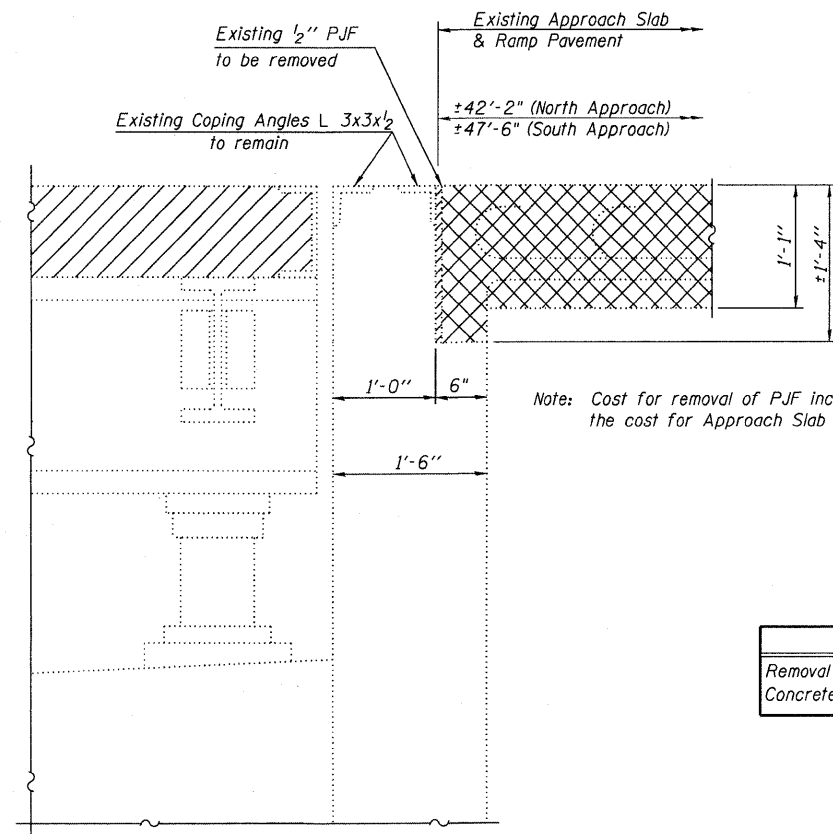 Existing Approach Slab
& Ramp Pavement
Existing ½" PJF
to be removed
±42'-2" (North Approach)
±47'-6" (South Approach)
Existing Coping Angles L 3x3x½
to remain
1'-1"
±1'-4"
1'-0"
6"
Note: Cost for removal of PJF inc
the cost for Approach Slab
1'-6"
Removal
Concrete